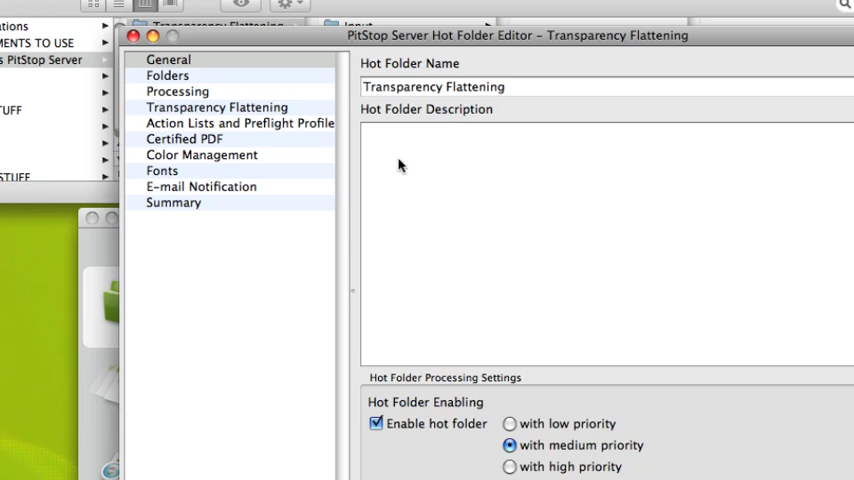 ations
Transparency Flattening
Input
MENTS TO USE
s PitStop Server
TUFF
STUFF
PitStop Server Hot Folder Editor – Transparency Flattening
General
Folders
Processing
Transparency Flattening
Action Lists and Preflight Profile
Certified PDF
Color Management
Fonts
E-mail Notification
Summary
Hot Folder Name
Transparency Flattening
Hot Folder Description
Hot Folder Processing Settings
Hot Folder Enabling
Enable hot folder
with low priority
with medium priority
with high priority